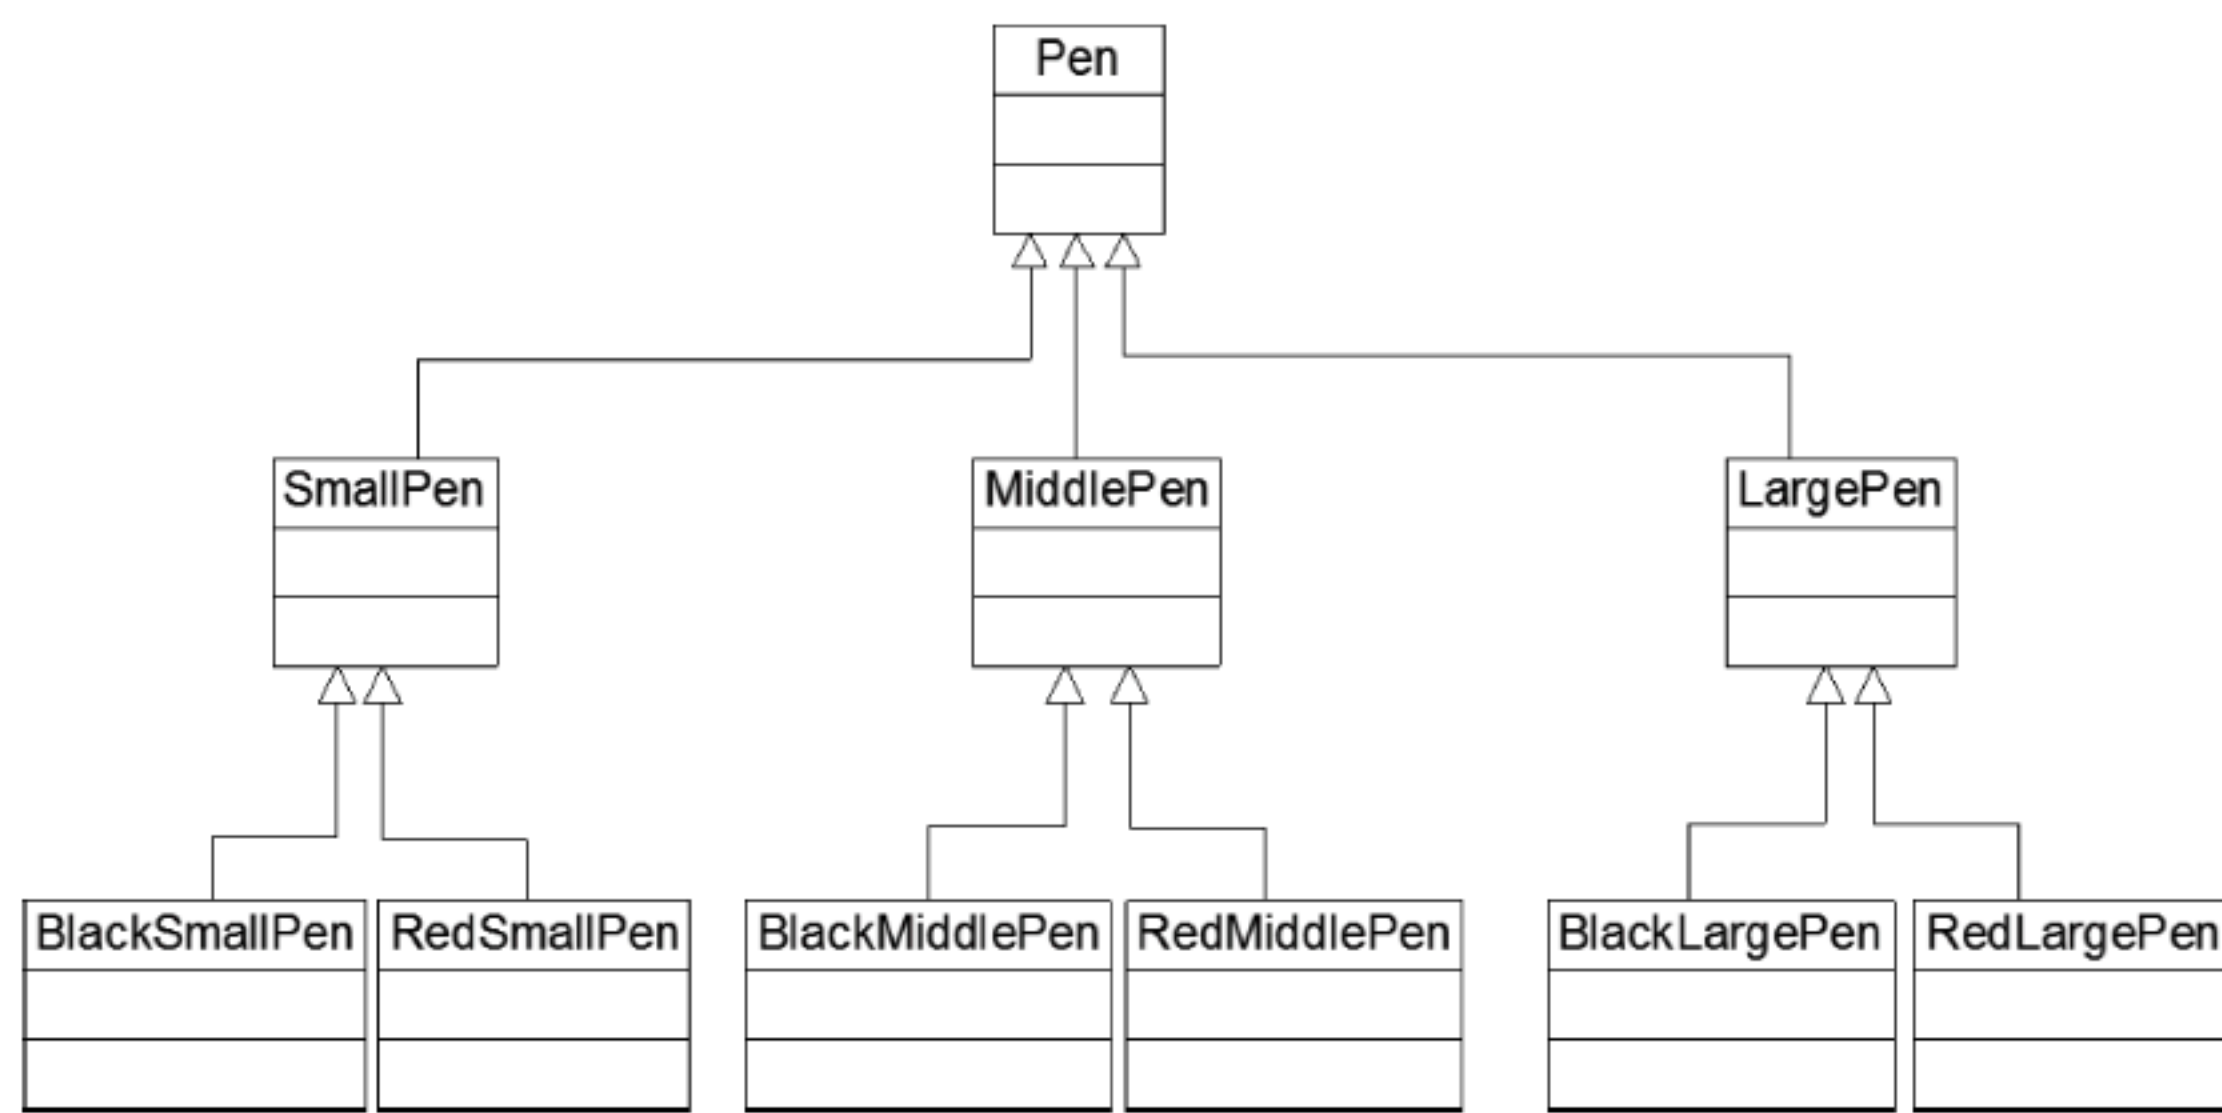 Pen
SmallPen
MiddlePen
LargePen
BlackSmallPen
RedSmallPen
BlackMiddlePen
RedMiddlePen
BlackLargePen
RedLargePen